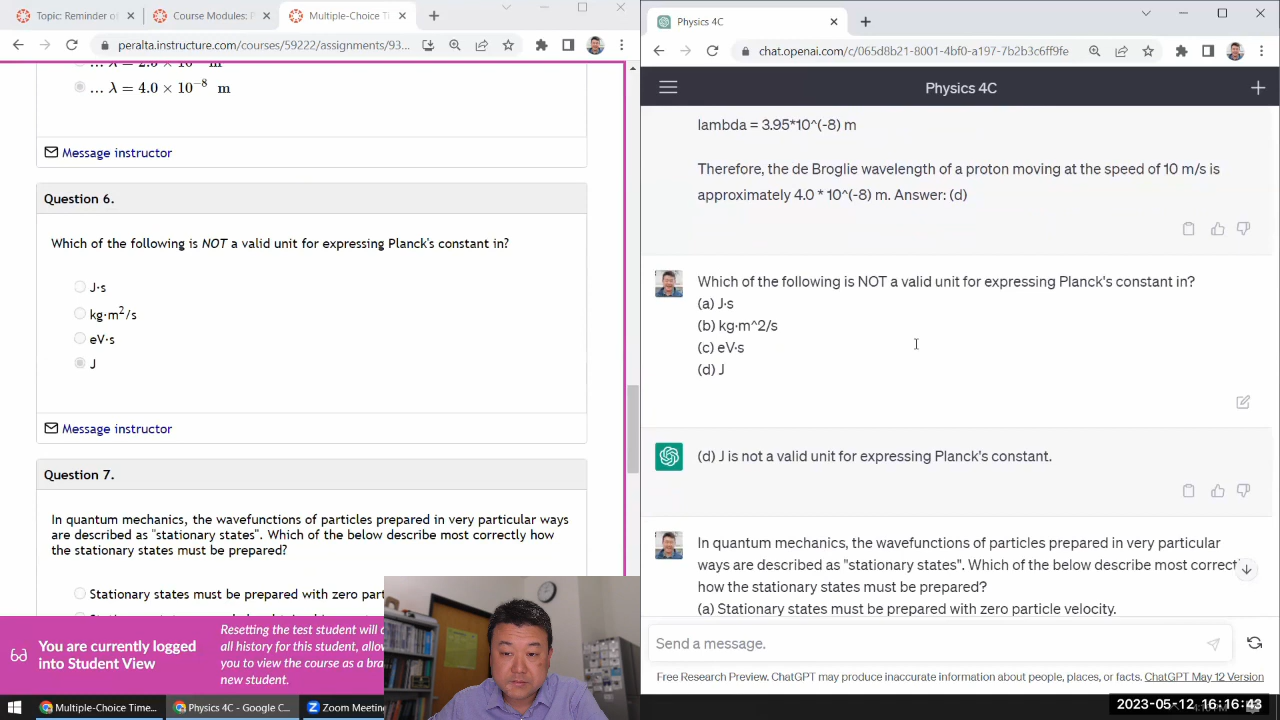 Topic: Reminder of
Course Modules: P
Multiple-Choice Ti
peralta.instructure.com/courses/59222/assignments/93...
... λ = 4.0 × 10⁻⁸ m
Message instructor
Question 6.
Which of the following is NOT a valid unit for expressing Planck's constant in?
J·s
kg·m²/s
eV·s
J
Message instructor
Question 7.
In quantum mechanics, the wavefunctions of particles prepared in very particular ways
are described as "stationary states". Which of the below describe most correctly how
the stationary states must be prepared?
Stationary states must be prepared with zero part
You are currently logged
into Student View
Resetting the test student will c
all history for this student, allow
you to view the course as a bra
new student.
Physics 4C
chat.openai.com/c/065d8b21-8001-4bf0-a197-7b2b3c6ff9fe
Physics 4C
lambda = 3.95*10^(-8) m
Therefore, the de Broglie wavelength of a proton moving at the speed of 10 m/s is
approximately 4.0 * 10^(-8) m. Answer: (d)
Which of the following is NOT a valid unit for expressing Planck's constant in?
(a) J·s
(b) kg·m^2/s
(c) eV·s
(d) J
(d) J is not a valid unit for expressing Planck's constant.
In quantum mechanics, the wavefunctions of particles prepared in very particular
ways are described as "stationary states". Which of the below describe most correctl
how the stationary states must be prepared?
(a) Stationary states must be prepared with zero particle velocity.
Send a message.
Free Research Preview. ChatGPT may produce inaccurate information about people, places, or facts. ChatGPT May 12 Version
Multiple-Choice Time...
Physics 4C - Google C...
Zoom Meeting
2023-05-12 16:16:43